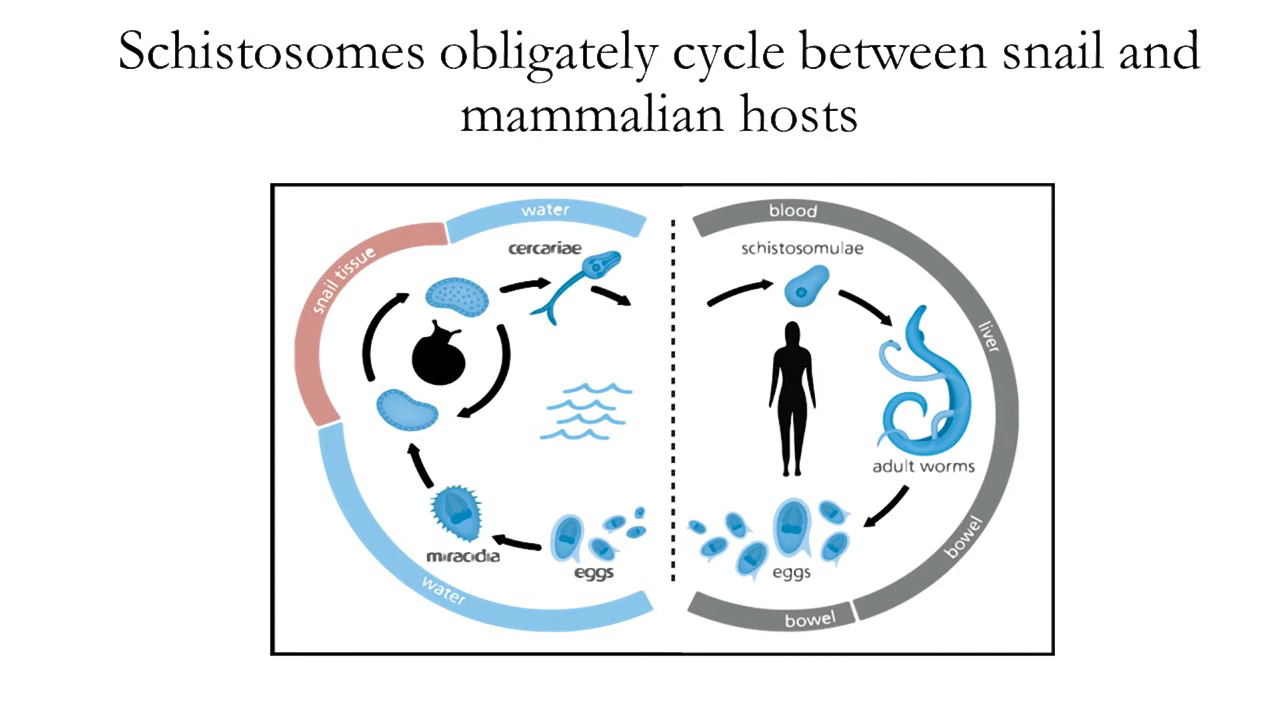 Schistosomes obligately cycle between snail and
mammalian hosts
water
blood
cercariae
schistosomulae
snail tissue
liver
adult worms
bowel
miracidia
eggs
eggs
water
bowel